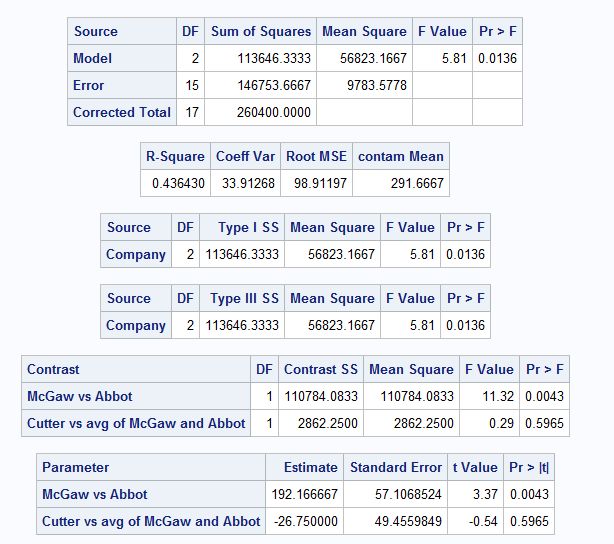 Source DF Sum of Squares Mean Square F Value Pr > F
Model 2 113646.3333 56823.1667 5.81 0.0136
Error 15 146753.6667 9783.5778
Corrected Total 17 260400.0000
R-Square Coeff Var Root MSE contam Mean
0.436430 33.91268 98.91197 291.6667
Source DF Type I SS Mean Square F Value Pr > F
Company 2 113646.3333 56823.1667 5.81 0.0136
Source DF Type III SS Mean Square F Value Pr > F
Company 2 113646.3333 56823.1667 5.81 0.0136
Contrast DF Contrast SS Mean Square F Value Pr > F
McGaw vs Abbot 1 110784.0833 110784.0833 11.32 0.0043
Cutter vs avg of McGaw and Abbot 1 2862.2500 2862.2500 0.29 0.5965
Parameter Estimate Standard Error t Value Pr > |t|
McGaw vs Abbot 192.166667 57.1068524 3.37 0.0043
Cutter vs avg of McGaw and Abbot -26.750000 49.4559849 -0.54 0.5965